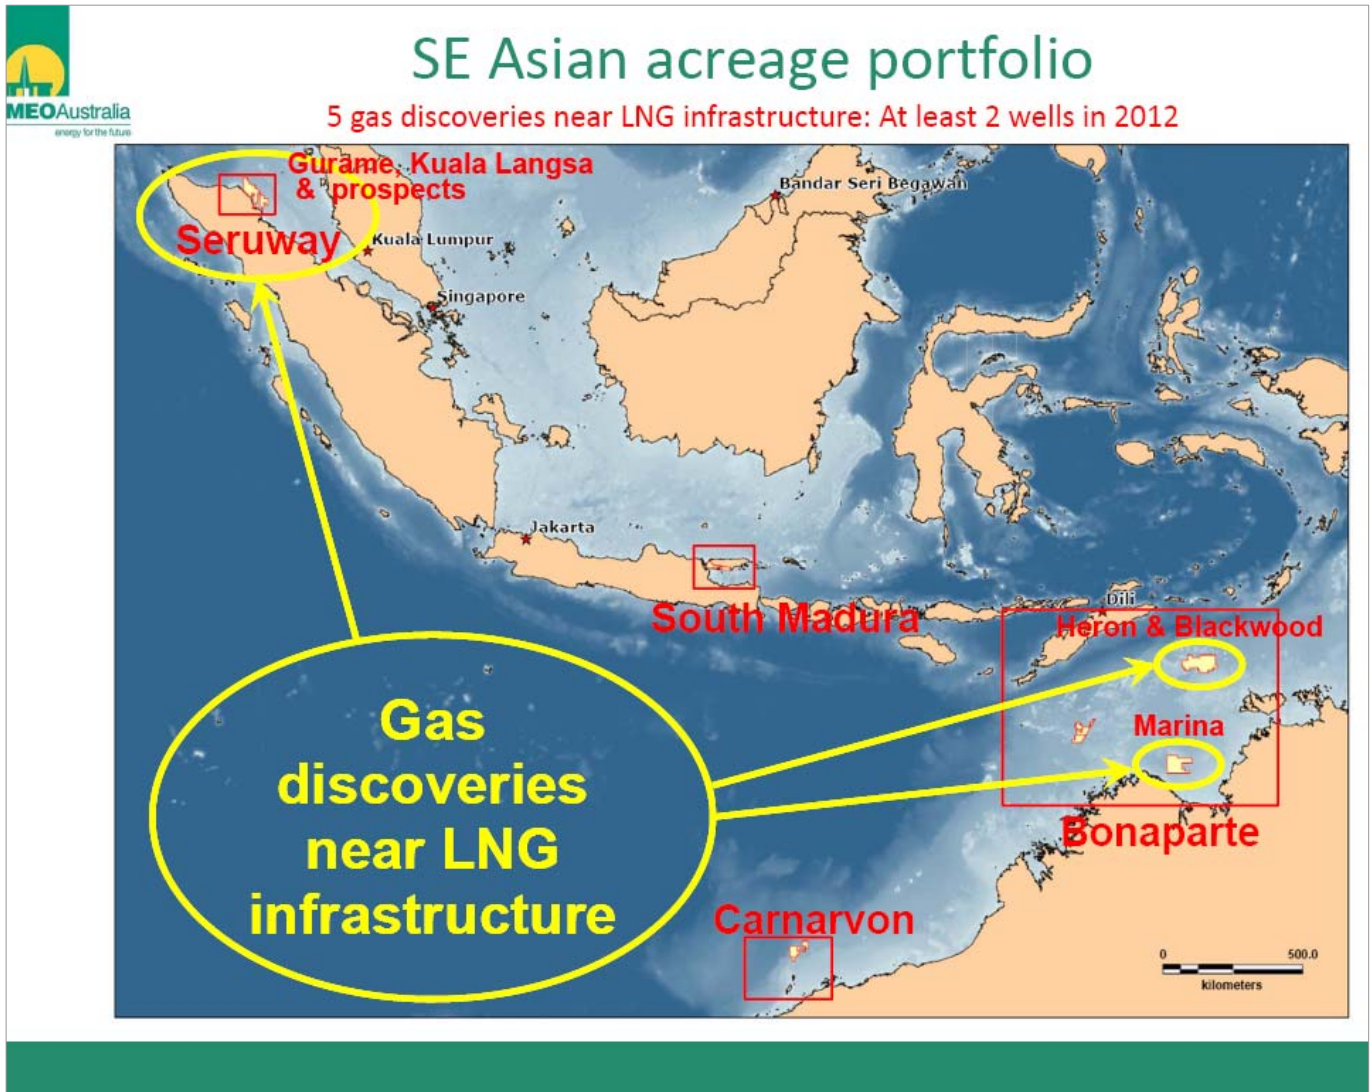 MEOAustralia
energy for the future
SE Asian acreage portfolio
5 gas discoveries near LNG infrastructure: At least 2 wells in 2012
Gurame, Kuala Langsa
& prospects
Seruway
Kuala Lumpur
Singapore
Bandar Seri Begawan
Jakarta
South Madura
Dili
Heron & Blackwood
Marina
Bonaparte
Gas
discoveries
near LNG
infrastructure
Carnarvon
0 500.0
kilometers